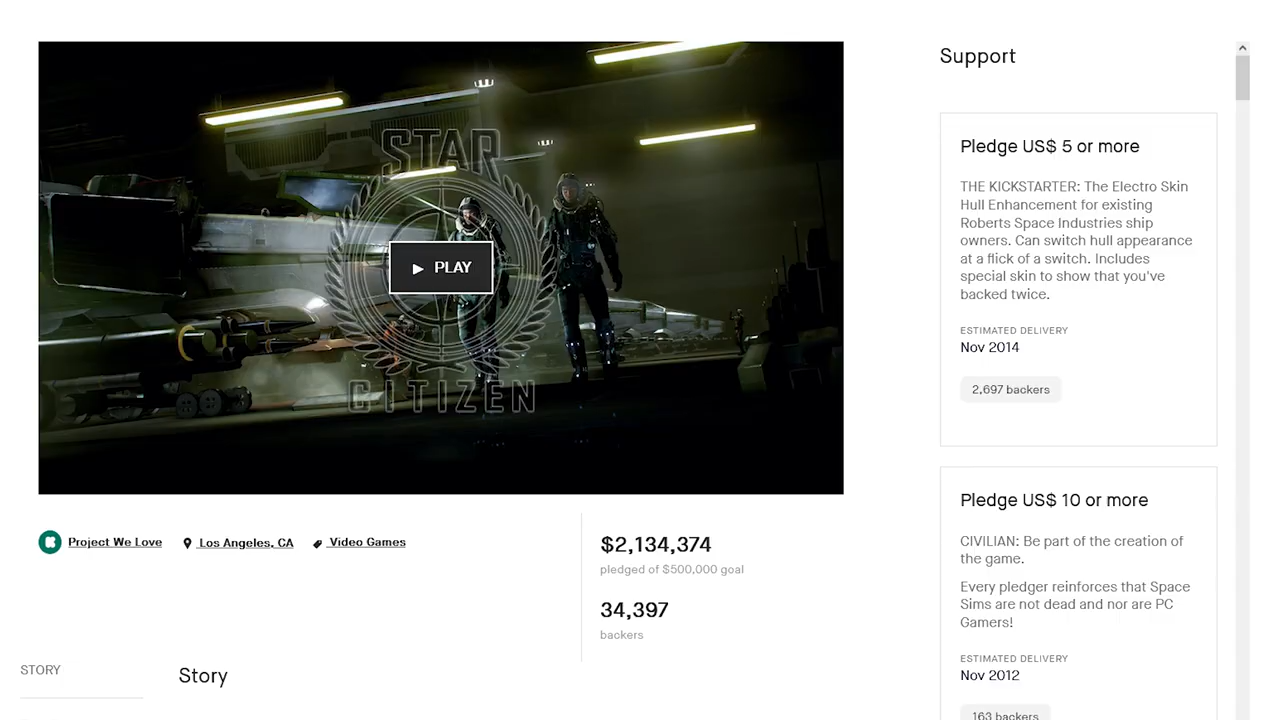 STAR
CITIZEN
PLAY
Project We Love
Los Angeles, CA
Video Games
$2,134,374
pledged of $500,000 goal
34,397
backers
STORY
Story
Support
Pledge US$ 5 or more
THE KICKSTARTER: The Electro Skin
Hull Enhancement for existing
Roberts Space Industries ship
owners. Can switch hull appearance
at a flick of a switch. Includes
special skin to show that you've
backed twice.
ESTIMATED DELIVERY
Nov 2014
2,697 backers
Pledge US$ 10 or more
CIVILIAN: Be part of the creation of
the game.
Every pledger reinforces that Space
Sims are not dead and nor are PC
Gamers!
ESTIMATED DELIVERY
Nov 2012
163 backers